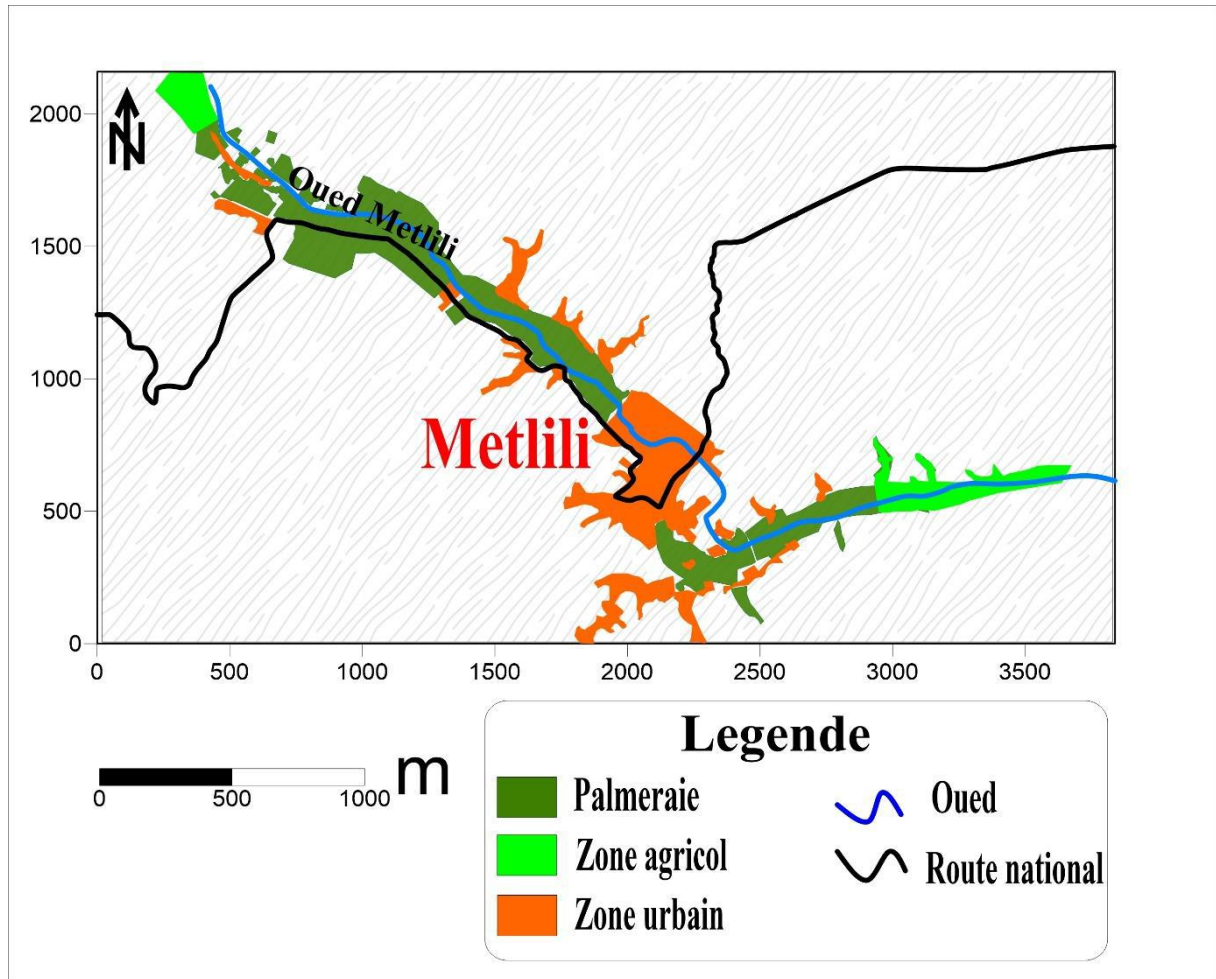 2000
N
Oued Metlili
1500
1000
Metlili
500
0
0 500 1000 1500 2000 2500 3000 3500
Legende
m
0 500 1000
Palmeraie
Oued
Zone agricol
Route national
Zone urbain